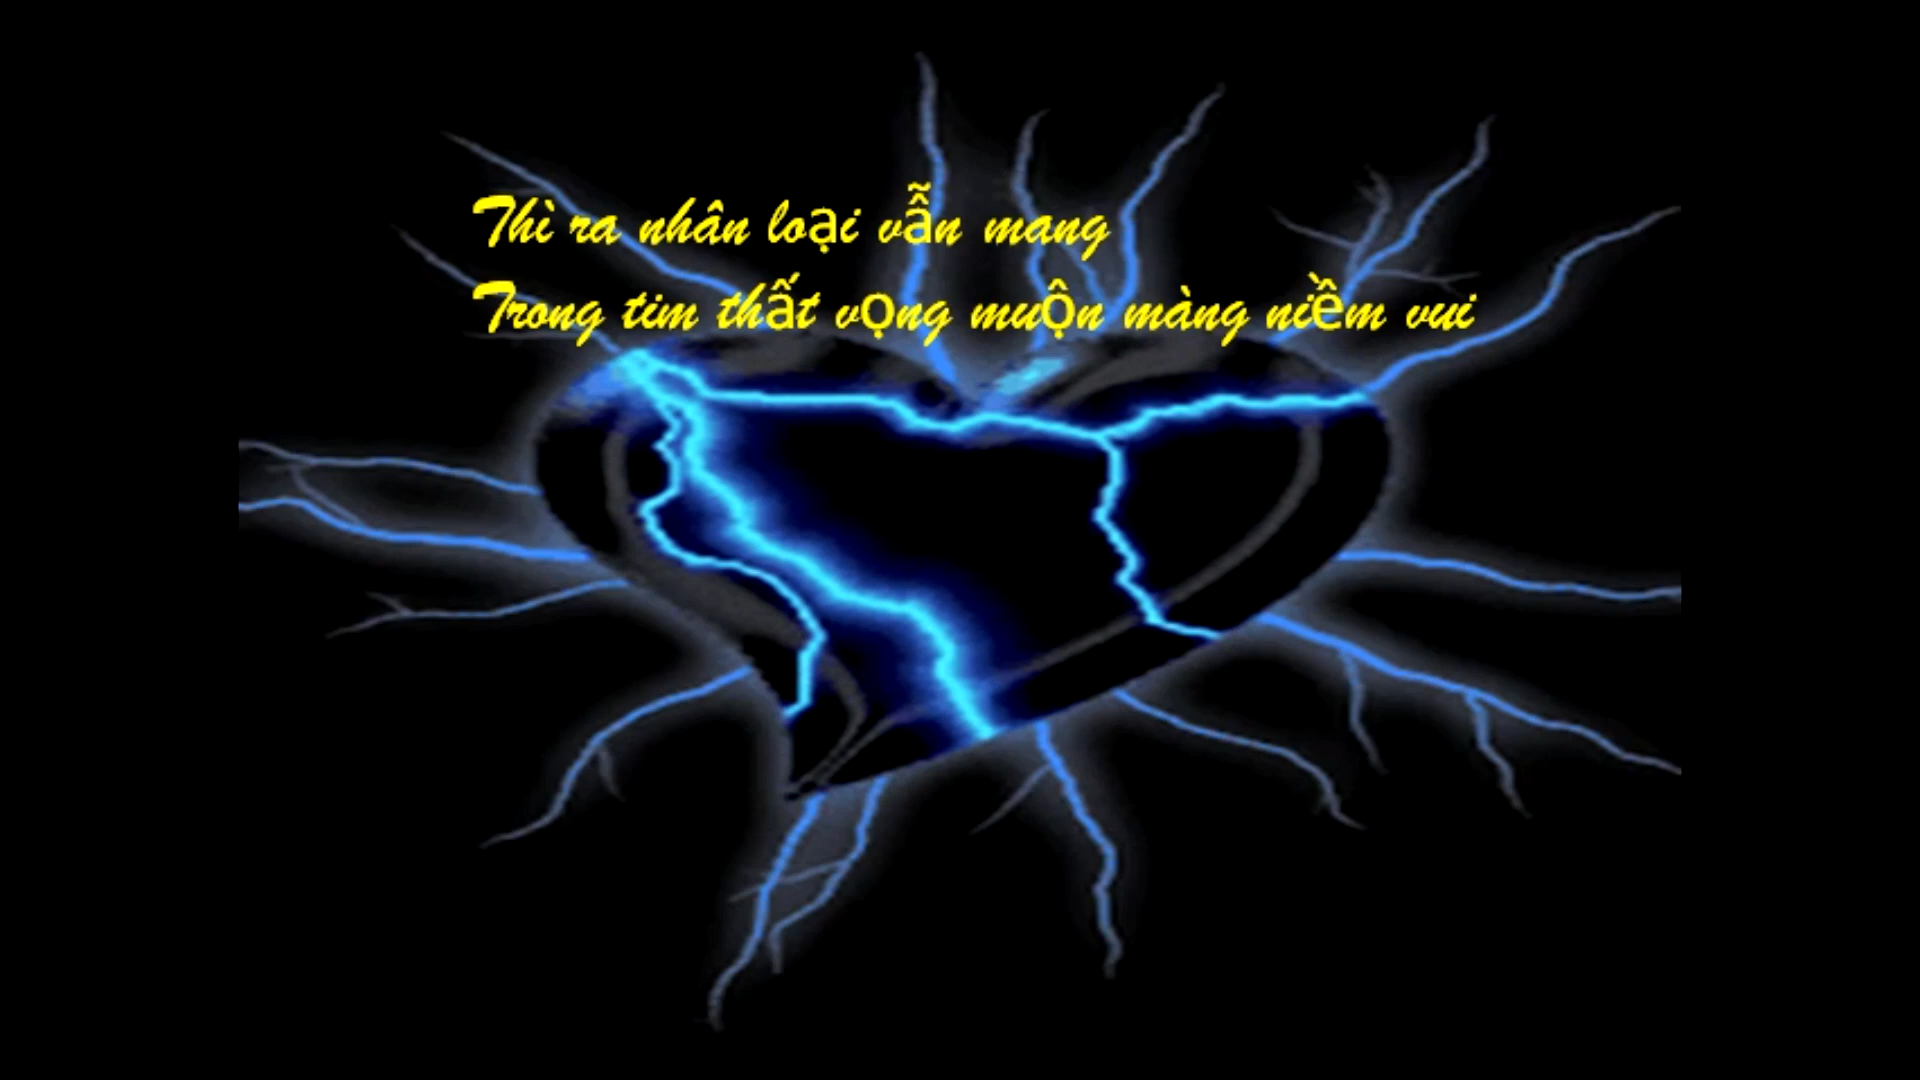 Thì ra nhân loại vẫn mang
Trong tim thất vọng muộn màng niềm vui